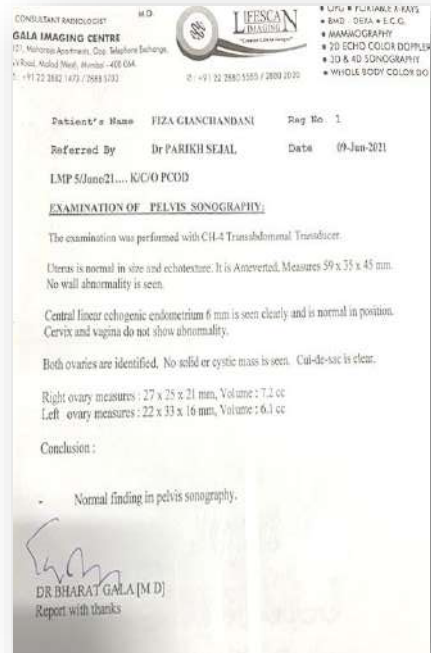 CONSULTANT RADIOLOGIST M.D.
GALA IMAGING CENTRE
LIFESCAN
IMAGING
• BMD - DEXA • E.C.G.
• MAMMOGRAPHY
• 2D ECHO COLOR DOPPLER
• 3D & 4D SONOGRAPHY
• WHOLE BODY COLOR DO
Patient's Name FIZA GIANCHANDANI Reg No 1
Referred By Dr PARIKH SEJAL Date 09-Jun-2021
LMP 5/June/21.... K/C/O PCOD
EXAMINATION OF PELVIS SONOGRAPHY:
The examination was performed with CH-4 Transabdominal Transducer.
Uterus is normal in size and echotexture. It is Anteverted. Measures 59 x 35 x 45 mm.
No wall abnormality is seen.
Central linear echogenic endometrium 6 mm is seen clearly and is normal in position.
Cervix and vagina do not show abnormality.
Both ovaries are identified. No solid or cystic mass is seen. Cul-de-sac is clear.
Right ovary measures : 27 x 25 x 21 mm, Volume : 7.2 cc
Left ovary measures : 22 x 33 x 16 mm, Volume : 6.1 cc
Conclusion :
- Normal finding in pelvis sonography.
DR BHARAT GALA [M D]
Report with thanks